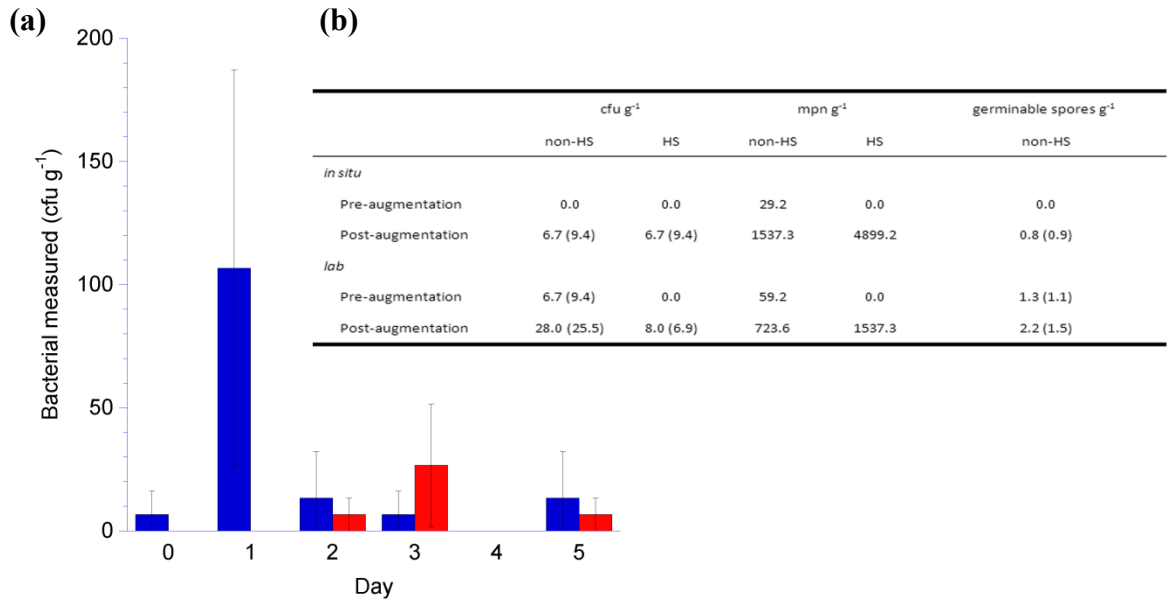 (a)
200
150
100
50
0
Bacterial measured (cfu g⁻¹)
0 1 2 3 4 5
Day
(b)
cfu g⁻¹ mpn g⁻¹ germinable spores g⁻¹
non-HS HS non-HS HS non-HS
in situ
Pre-augmentation 0.0 0.0 29.2 0.0 0.0
Post-augmentation 6.7 (9.4) 6.7 (9.4) 1537.3 4899.2 0.8 (0.9)
lab
Pre-augmentation 6.7 (9.4) 0.0 59.2 0.0 1.3 (1.1)
Post-augmentation 28.0 (25.5) 8.0 (6.9) 723.6 1537.3 2.2 (1.5)